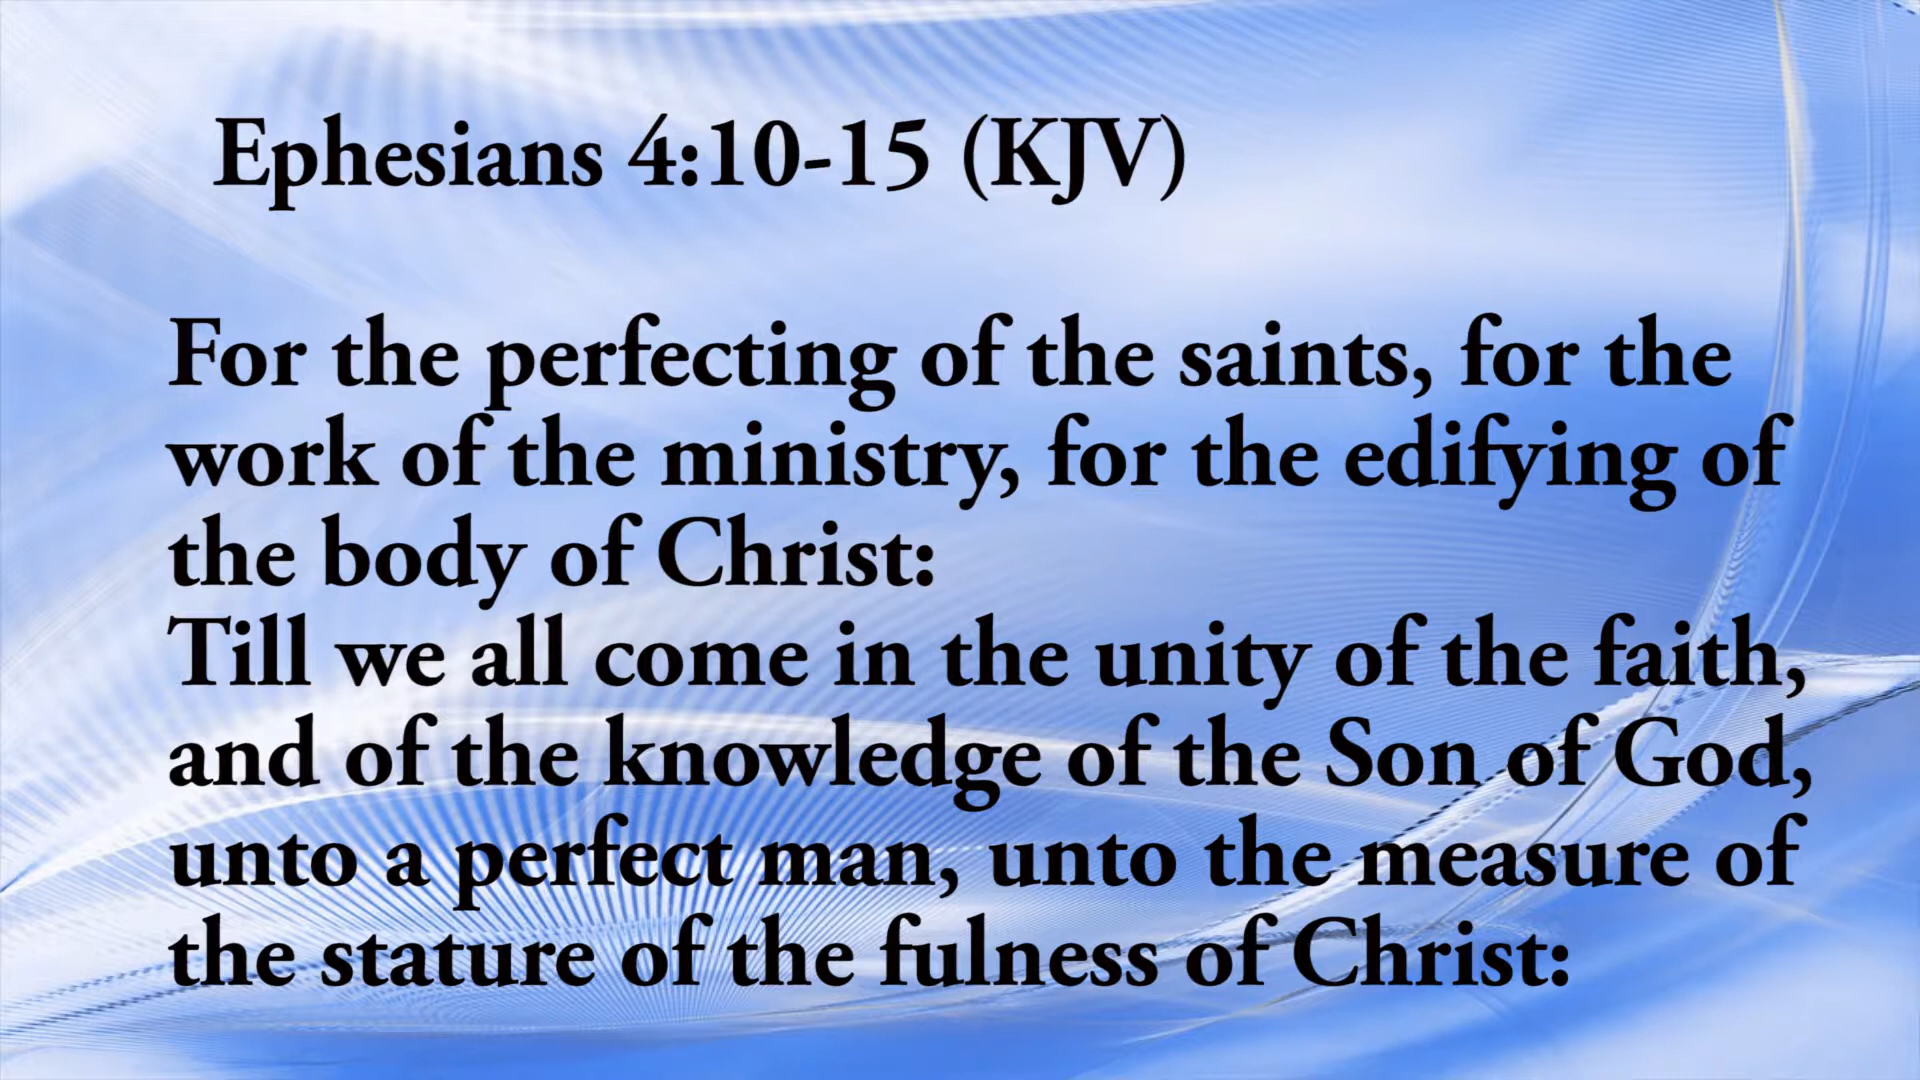 Ephesians 4:10-15 (KJV)
For the perfecting of the saints, for the
work of the ministry, for the edifying of
the body of Christ:
Till we all come in the unity of the faith,
and of the knowledge of the Son of God,
unto a perfect man, unto the measure of
the stature of the fulness of Christ: